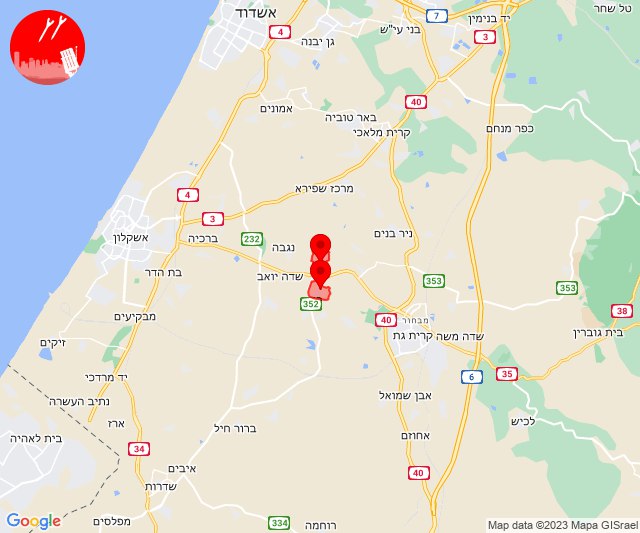 אשדוד
טל שחר
יד בנימין
7
4
3
בני עי"ש
גן יבנה
40
אמונים
באר טוביה
קרית מלאכי
כפר מנחם
מרכז שפירא
4
3
אשקלון
ברכיה
232
נגבה
ניר בנים
בת הדר
שדה יואב
353
353
352
מבקיעים
40
מבחור
קרית גת
שדה משה
38
בית גוברין
זיקים
יד מרדכי
6
35
נתיב העשרה
אבן שמואל
ארז
לכיש
בית לאהיה
ברור חיל
אחוזם
34
איבים
שדרות
40
מפלסים
334
רוחמה
Google
Map data ©2023 Mapa GISrael